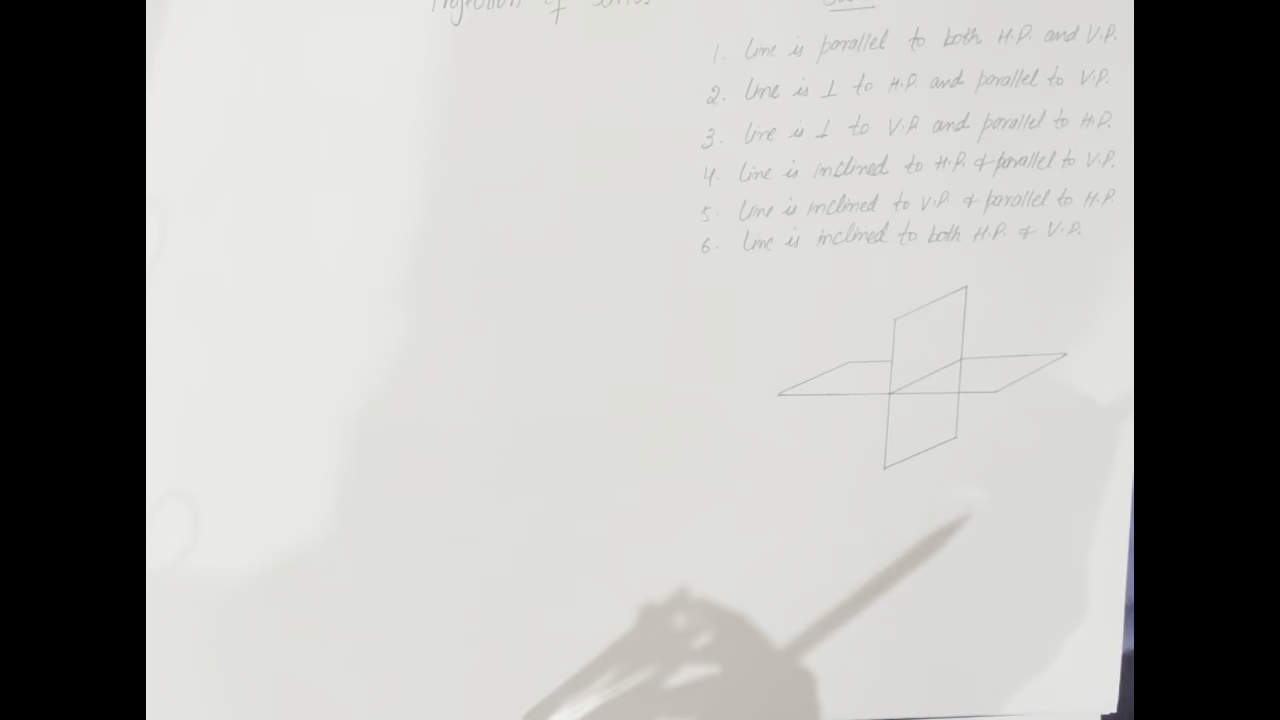 Projection of
1. Line is parallel to both H.P. and V.P.
2. Line is ⊥ to H.P. and parallel to V.P.
3. Line is ⊥ to V.P. and parallel to H.P.
4. Line is inclined to H.P. & parallel to V.P.
5. Line is inclined to V.P. & parallel to H.P.
6. Line is inclined to both H.P. & V.P.